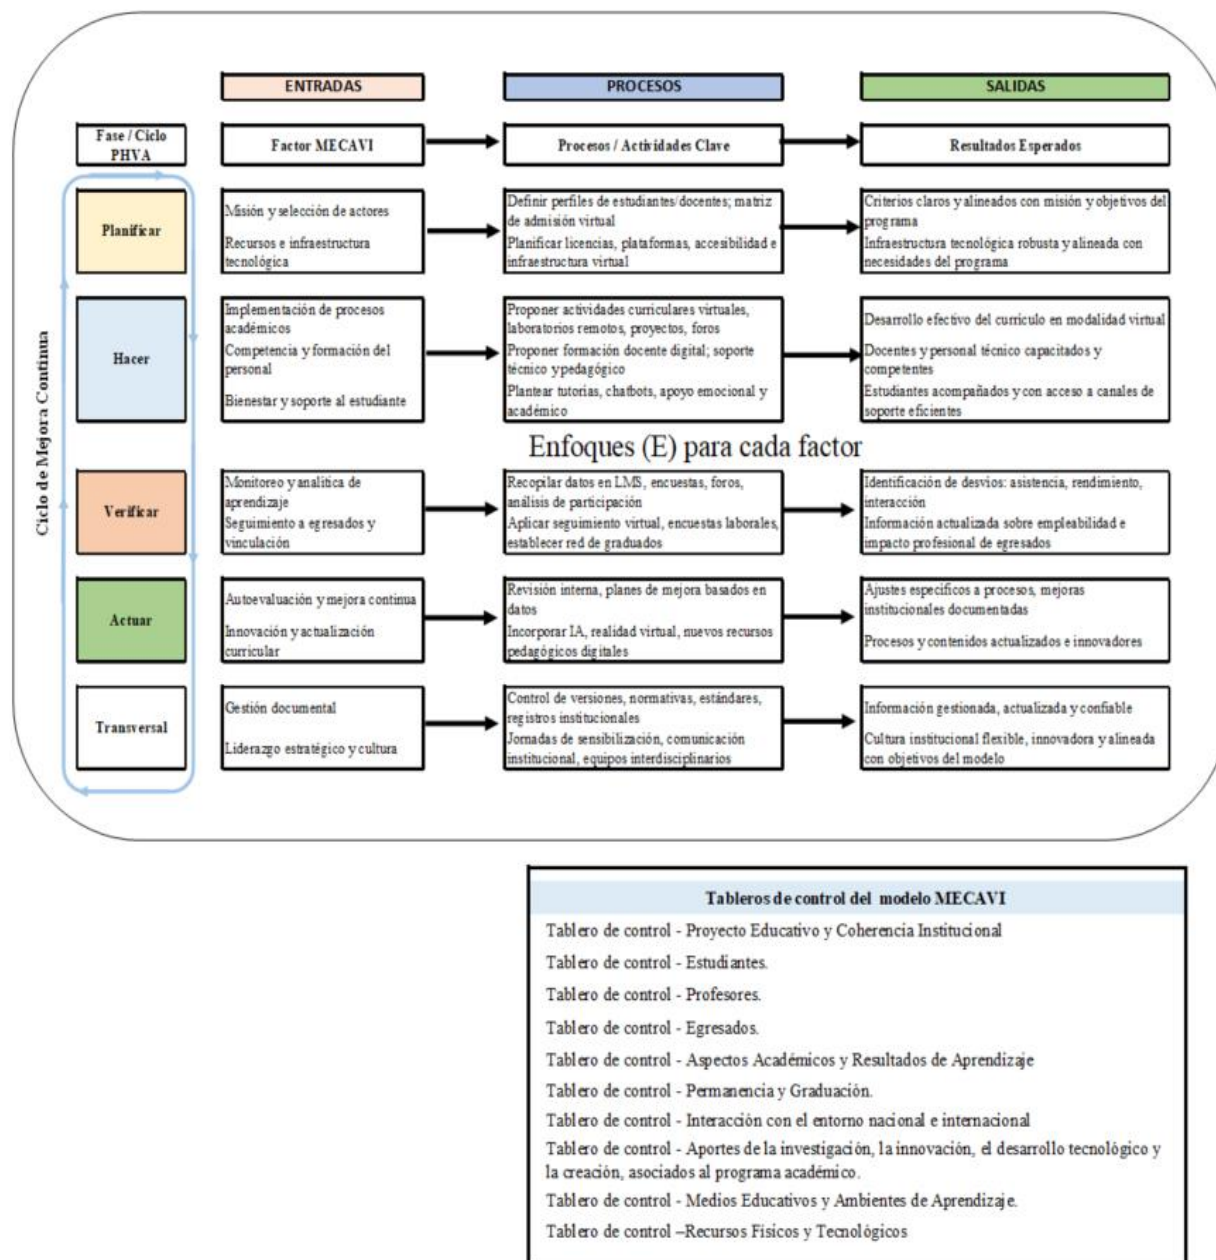 ENTRADAS
PROCESOS
SALIDAS
Fase / Ciclo
PHVA
Factor MECAVI
Procesos / Actividades Clave
Resultados Esperados
Ciclo de Mejora Continua
Planificar
Misión y selección de actores
Recursos e infraestructura
tecnológica
Definir perfiles de estudiantes/docentes; matriz
de admisión virtual
Planificar licencias, plataformas, accesibilidad e
infraestructura virtual
Criterios claros y alineados con misión y objetivos del
programa
Infraestructura tecnológica robusta y alineada con
necesidades del programa
Hacer
Implementación de procesos
académicos
Competencia y formación del
personal
Bienestar y soporte al estudiante
Proponer actividades curriculares virtuales,
laboratorios remotos, proyectos, foros
Proponer formación docente digital; soporte
técnico y pedagógico
Plantear tutorías, chatbots, apoyo emocional y
académico
Desarrollo efectivo del currículo en modalidad virtual
Docentes y personal técnico capacitados y
competentes
Estudiantes acompañados y con acceso a canales de
soporte eficientes
Enfoques (E) para cada factor
Verificar
Monitoreo y analítica de
aprendizaje
Seguimiento a egresados y
vinculación
Recopilar datos en LMS, encuestas, foros,
análisis de participación
Aplicar seguimiento virtual, encuestas laborales,
establecer red de graduados
Identificación de desvíos: asistencia, rendimiento,
interacción
Información actualizada sobre empleabilidad e
impacto profesional de egresados
Actuar
Autoevaluación y mejora continua
Innovación y actualización
curricular
Revisión interna, planes de mejora basados en
datos
Incorporar IA, realidad virtual, nuevos recursos
pedagógicos digitales
Ajustes específicos a procesos, mejoras
institucionales documentadas
Procesos y contenidos actualizados e innovadores
Transversal
Gestión documental
Liderazgo estratégico y cultura
Control de versiones, normativas, estándares,
registros institucionales
Jornadas de sensibilización, comunicación
institucional, equipos interdisciplinarios
Información gestionada, actualizada y confiable
Cultura institucional flexible, innovadora y alineada
con objetivos del modelo
Tableros de control del modelo MECAVI
Tablero de control - Proyecto Educativo y Coherencia Institucional
Tablero de control - Estudiantes.
Tablero de control - Profesores.
Tablero de control - Egresados.
Tablero de control - Aspectos Académicos y Resultados de Aprendizaje
Tablero de control - Permanencia y Graduación.
Tablero de control - Interacción con el entorno nacional e internacional
Tablero de control - Aportes de la investigación, la innovación, el desarrollo tecnológico y
la creación, asociados al programa académico.
Tablero de control - Medios Educativos y Ambientes de Aprendizaje.
Tablero de control –Recursos Físicos y Tecnológicos